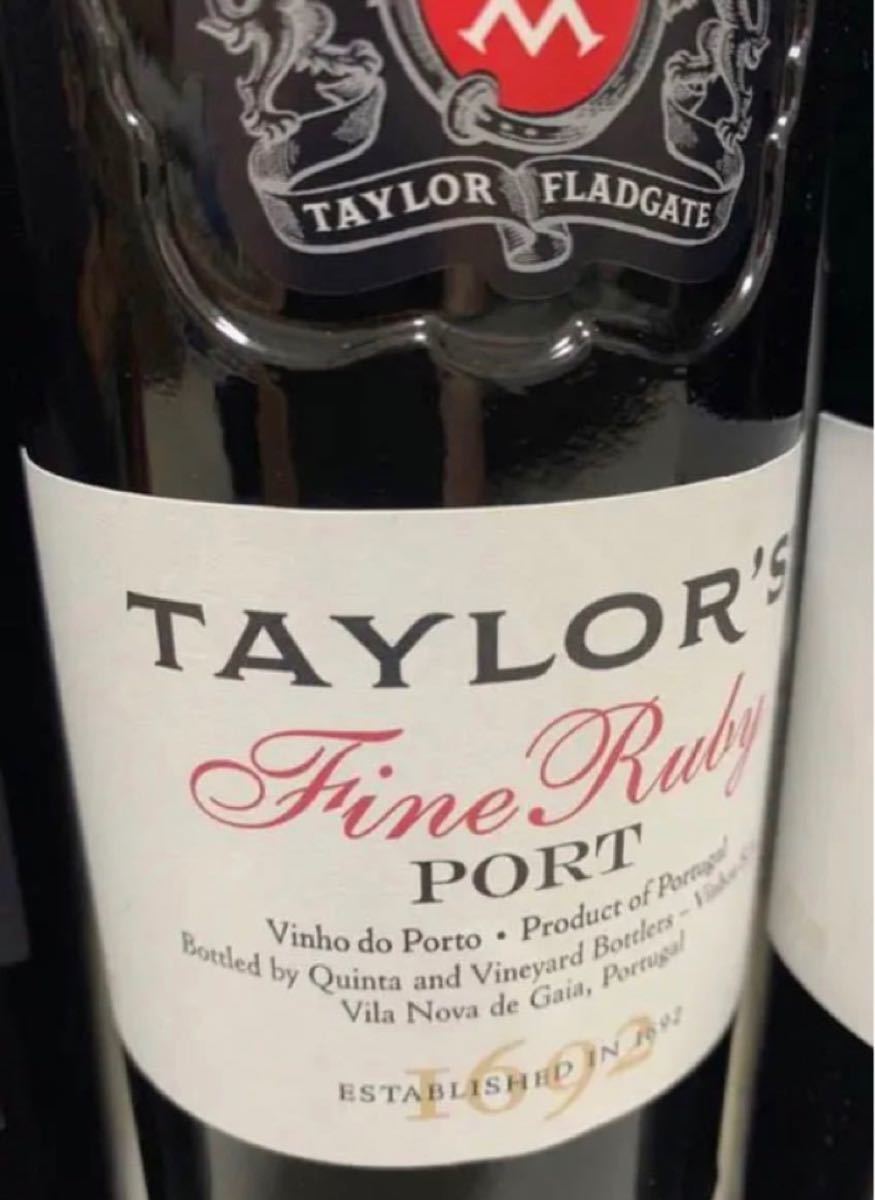 TAYLOR FLADGATE
TAYLOR'S
Fine Ruby
PORT
Vinho do Porto • Product of Portugal
Bottled by Quinta and Vineyard Bottlers –
Vila Nova de Gaia, Portugal
1692
ESTABLISHED IN 1692